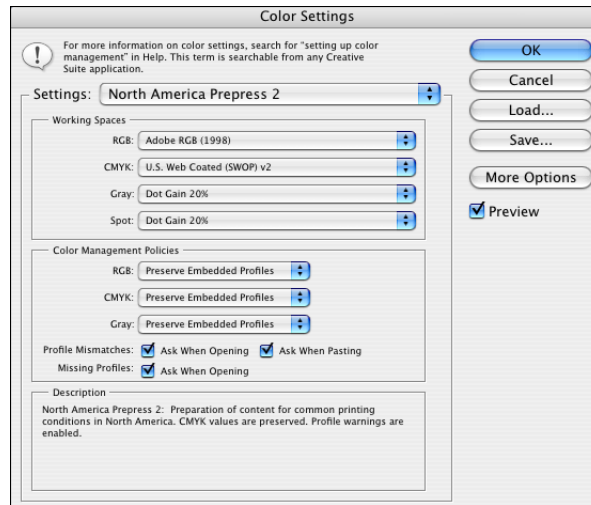 Color Settings
For more information on color settings, search for "setting up color
management" in Help. This term is searchable from any Creative
Suite application.
Settings: North America Prepress 2
Working Spaces
RGB: Adobe RGB (1998)
CMYK: U.S. Web Coated (SWOP) v2
Gray: Dot Gain 20%
Spot: Dot Gain 20%
Color Management Policies
RGB: Preserve Embedded Profiles
CMYK: Preserve Embedded Profiles
Gray: Preserve Embedded Profiles
Profile Mismatches: Ask When Opening Ask When Pasting
Missing Profiles: Ask When Opening
Description
North America Prepress 2: Preparation of content for common printing
conditions in North America. CMYK values are preserved. Profile warnings are
enabled.
OK
Cancel
Load...
Save...
More Options
Preview